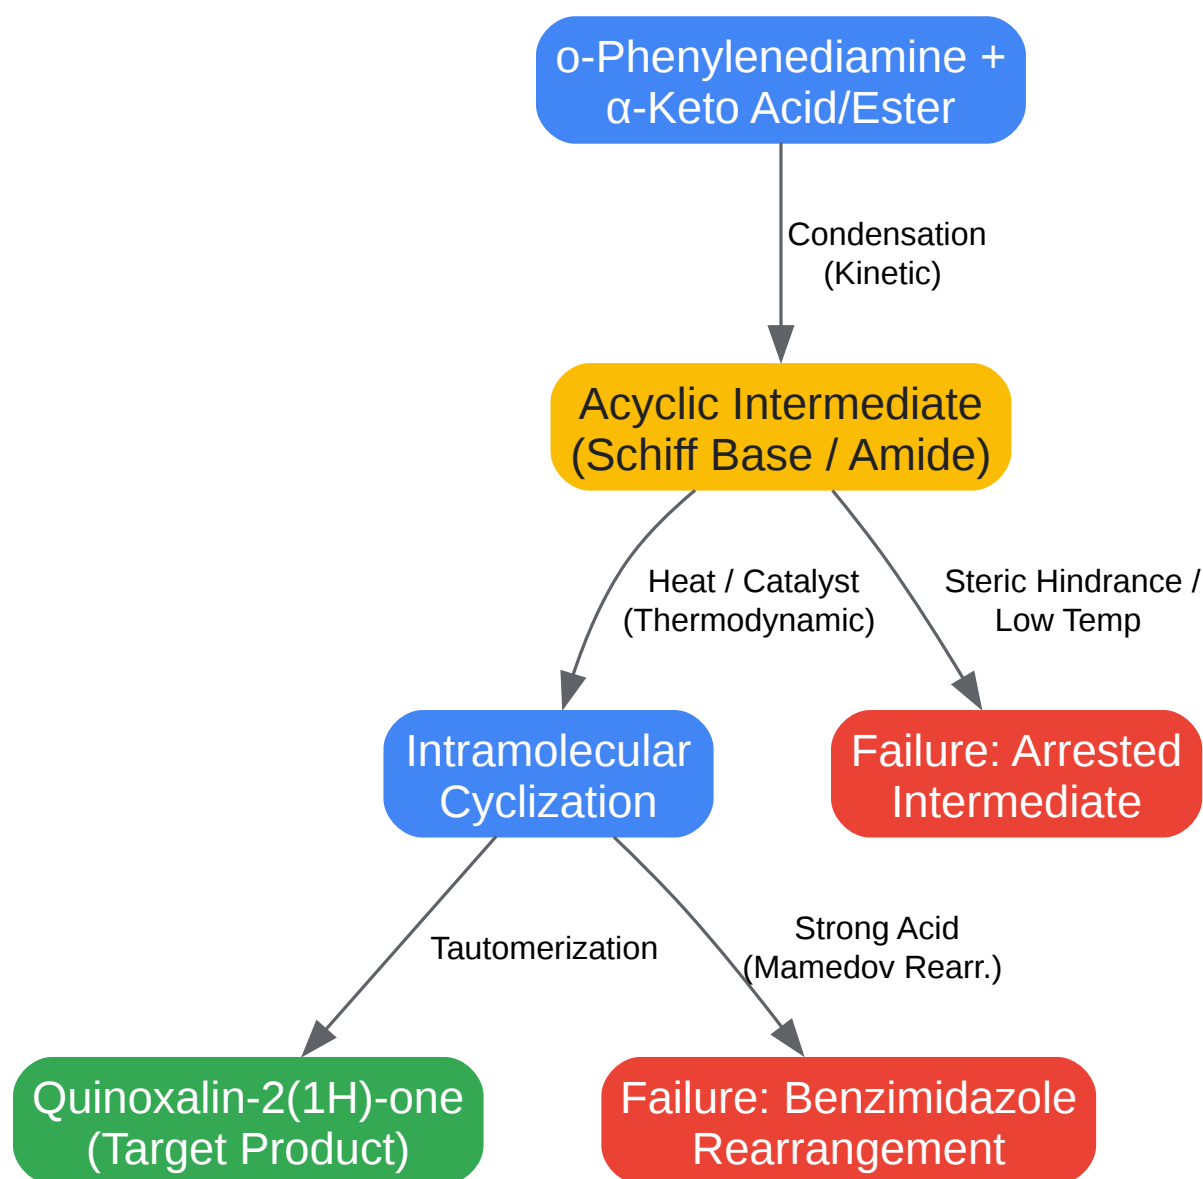 o-Phenylenediamine +
α-Keto Acid/Ester
Condensation
(Kinetic)
Acyclic Intermediate
(Schiff Base / Amide)
Heat / Catalyst
(Thermodynamic)
Steric Hindrance /
Low Temp
Intramolecular
Cyclization
Failure: Arrested
Intermediate
Tautomerization
Strong Acid
(Mamedov Rearr.)
Quinoxalin-2(1H)-one
(Target Product)
Failure: Benzimidazole
Rearrangement